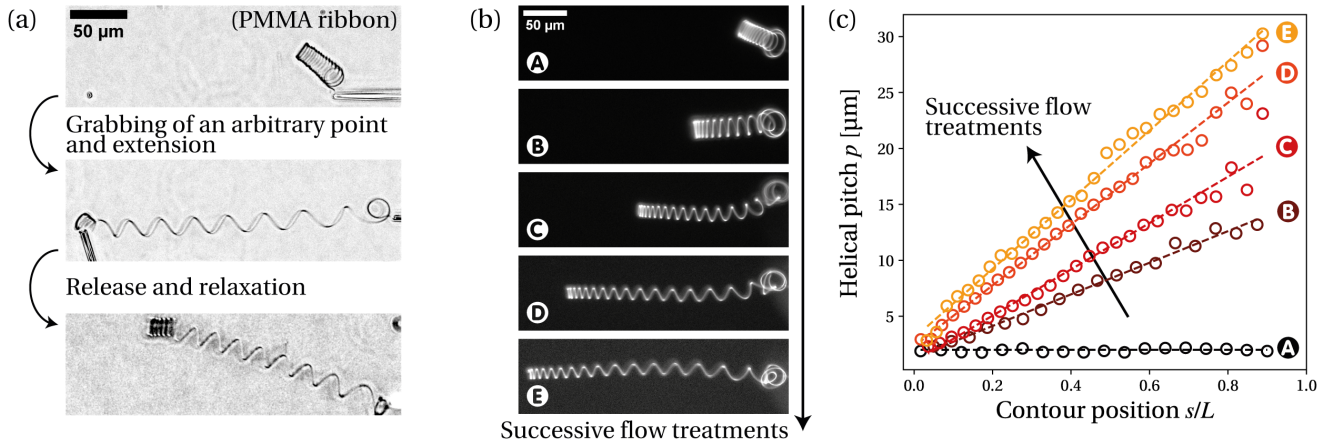 (a)
50 µm
(PMMA ribbon)
Grabbing of an arbitrary point
and extension
Release and relaxation
(b)
50 µm
A
B
C
D
E
Successive flow treatments
(c)
Helical pitch p [µm]
30
25
20
15
10
5
Successive flow
treatments
E
D
C
B
A
0.0 0.2 0.4 0.6 0.8 1.0
Contour position s/L